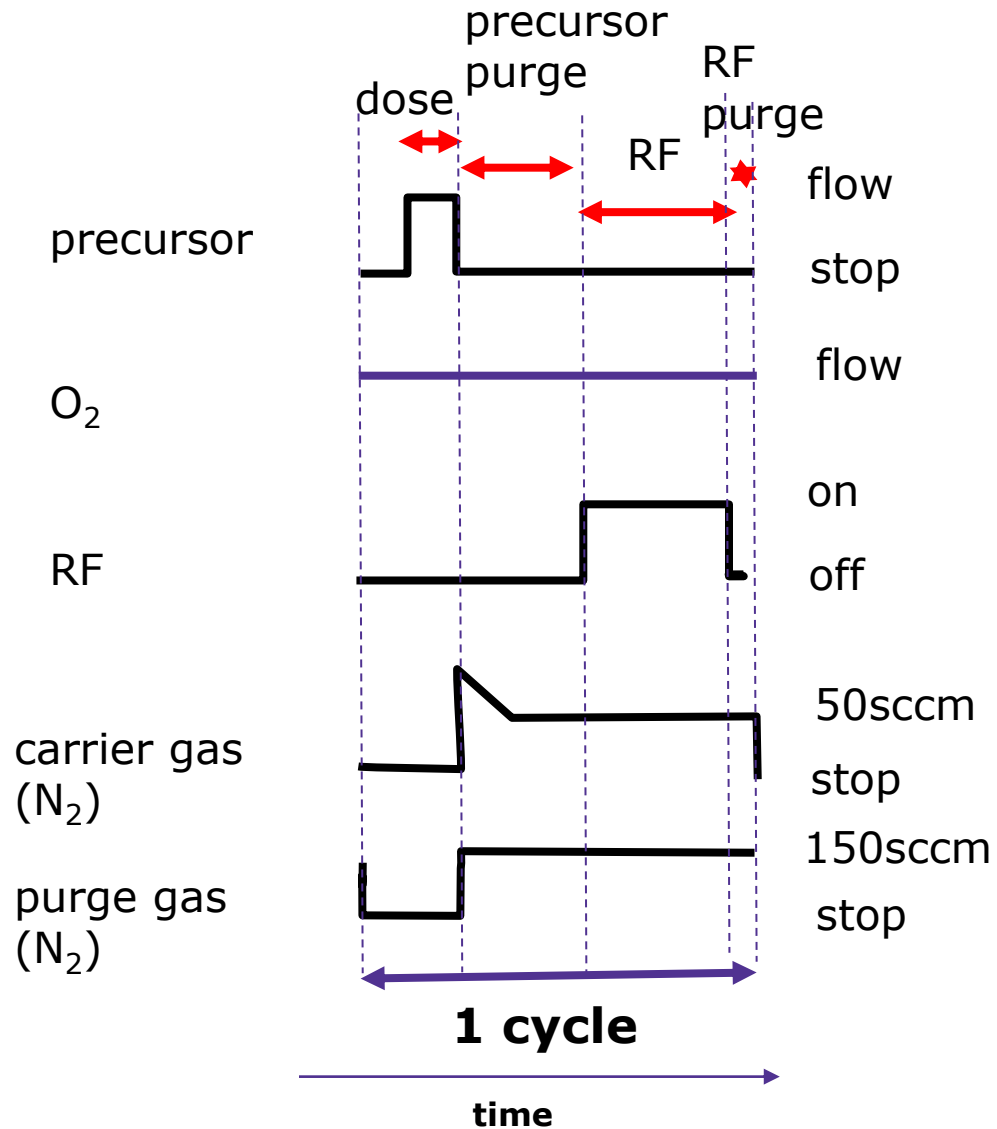 precursor
purge
RF
purge
dose
RF
flow
precursor
stop
flow
O₂
on
RF
off
50sccm
carrier gas
(N₂)
stop
150sccm
purge gas
(N₂)
stop
1 cycle
time